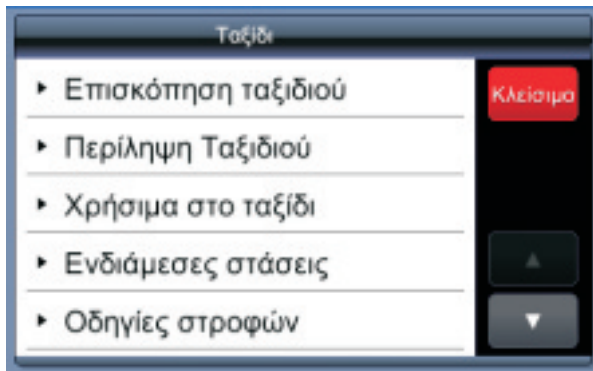 Ταξίδι
Επισκόπηση ταξιδιού
Κλείσιμο
Περίληψη Ταξιδιού
Χρήσιμα στο ταξίδι
Ενδιάμεσες στάσεις
Οδηγίες στροφών